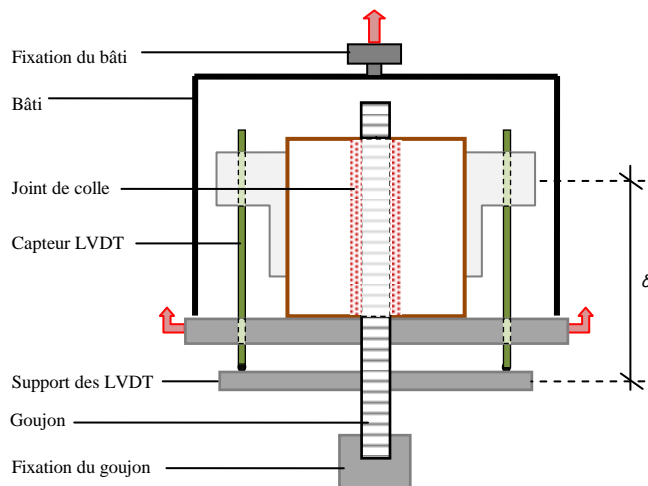 Fixation du bâti
Bâti
Joint de colle
Capteur LVDT
δ
Support des LVDT
Goujon
Fixation du goujon